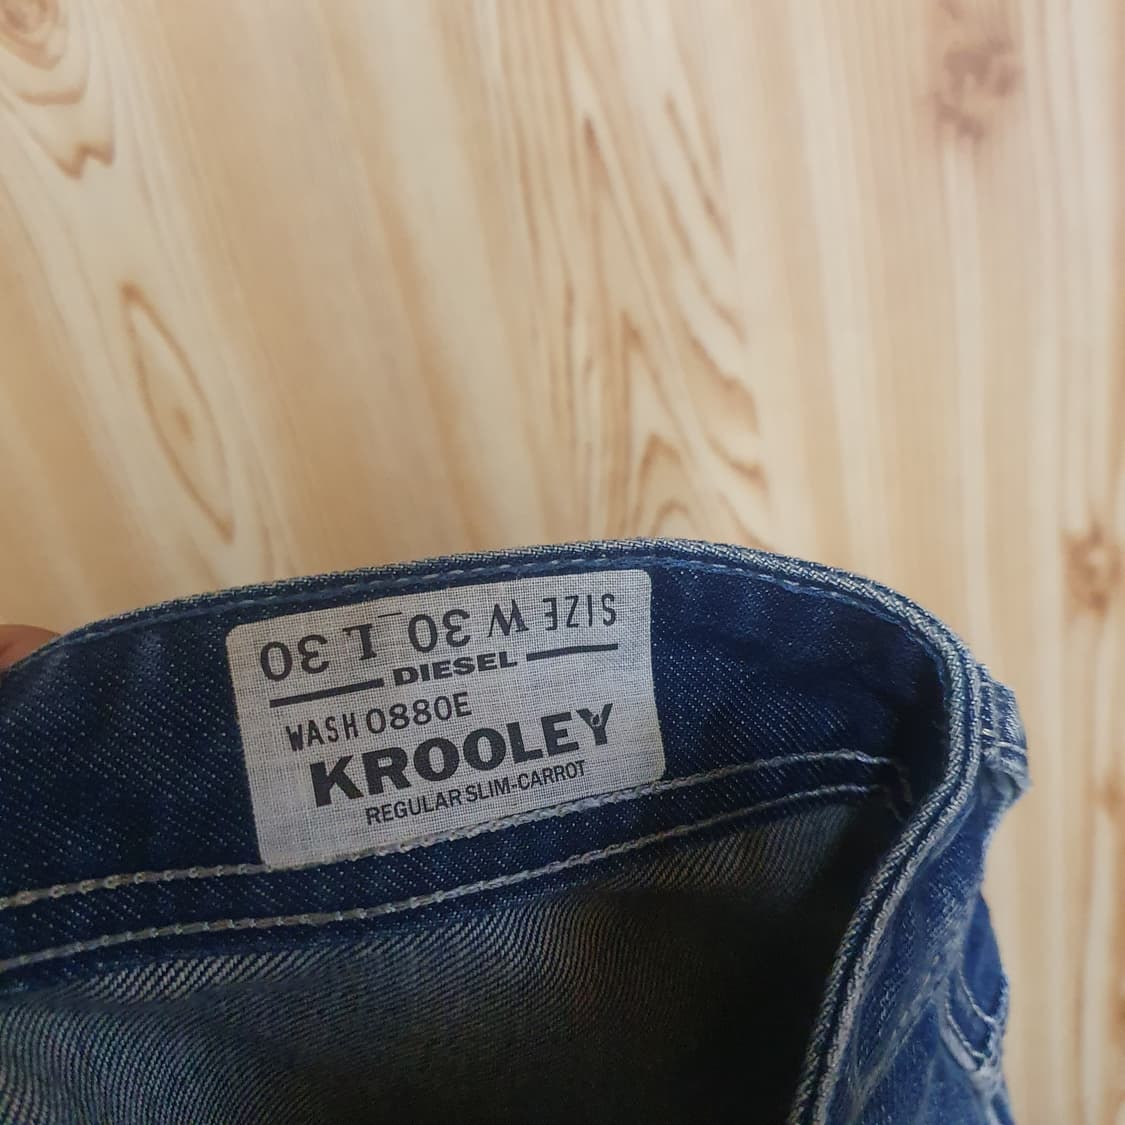 SIZE W 30 L 30
DIESEL
WASH 0880E
KROOLEY
REGULAR SLIM-CARROT